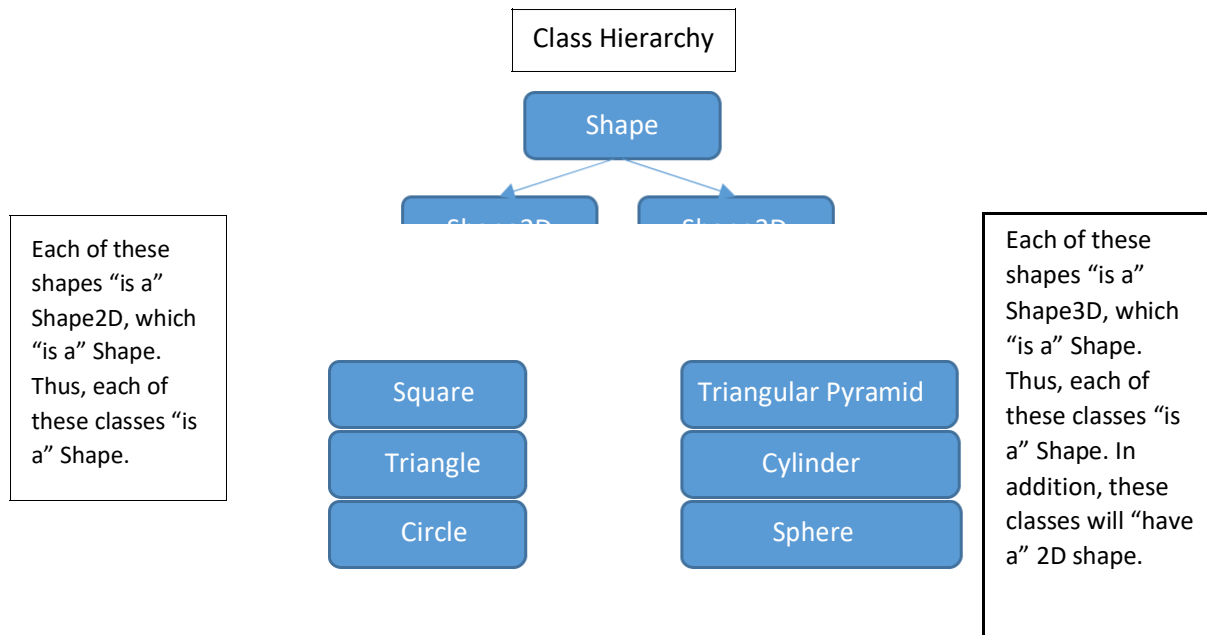 Class Hierarchy
Shape
Each of these
shapes “is a”
Shape2D, which
“is a” Shape.
Thus, each of
these classes “is
a” Shape.
Square
Triangle
Circle
Triangular Pyramid
Cylinder
Sphere
Each of these
shapes “is a”
Shape3D, which
“is a” Shape.
Thus, each of
these classes “is
a” Shape. In
addition, these
classes will “have
a” 2D shape.